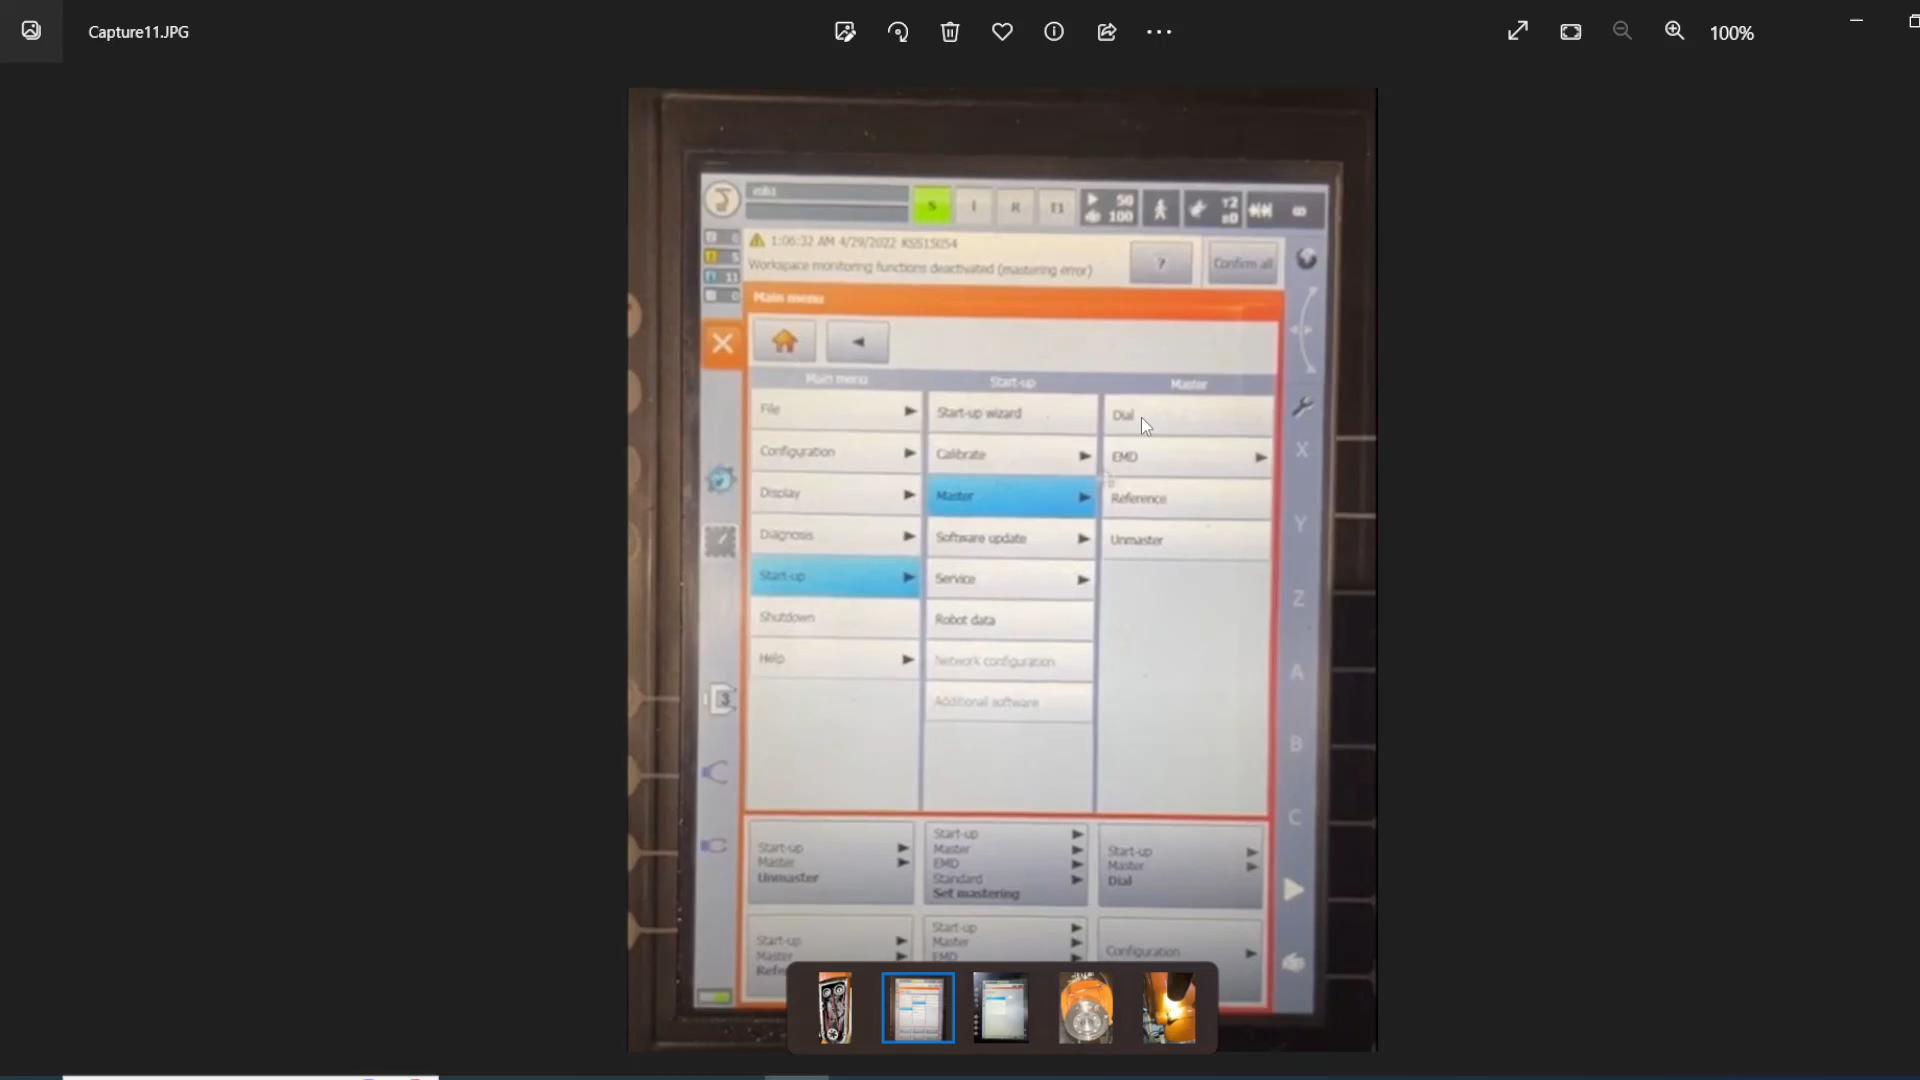 Capture11.JPG
100%
S I R T1 50 100
1:06:32 AM 4/29/2022 KSS15054
Workspace monitoring functions deactivated (mastering error)
?
Confirm all
Main menu
Main menu
Start-up
Master
File
Start-up wizard
Dial
Configuration
Calibrate
EMD
Display
Master
Reference
Diagnosis
Software update
Unmaster
Start-up
Service
Shutdown
Robot data
Help
Network configuration
Additional software
X
Y
Z
A
B
C
3
Start-up
Master
Unmaster
Start-up
Master
EMD
Standard
Set mastering
Start-up
Master
Dial
Start-up
Master
Start-up
Master
EMD
Configuration